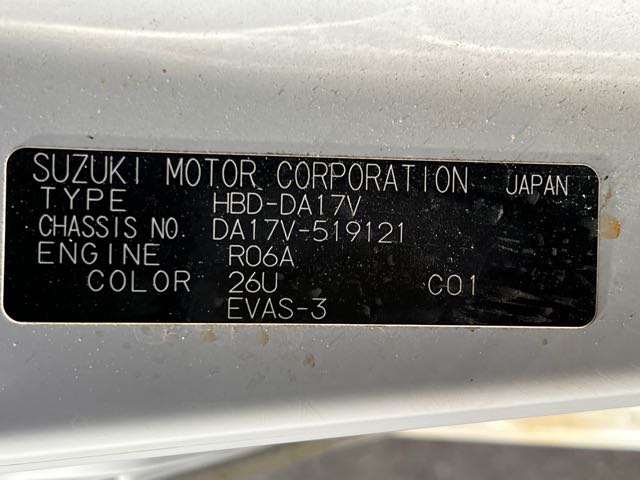 SUZUKI MOTOR CORPORATION JAPAN
TYPE HBD-DA17V
CHASSIS NO. DA17V-519121
ENGINE R06A
COLOR 26U C01
EVAS-3